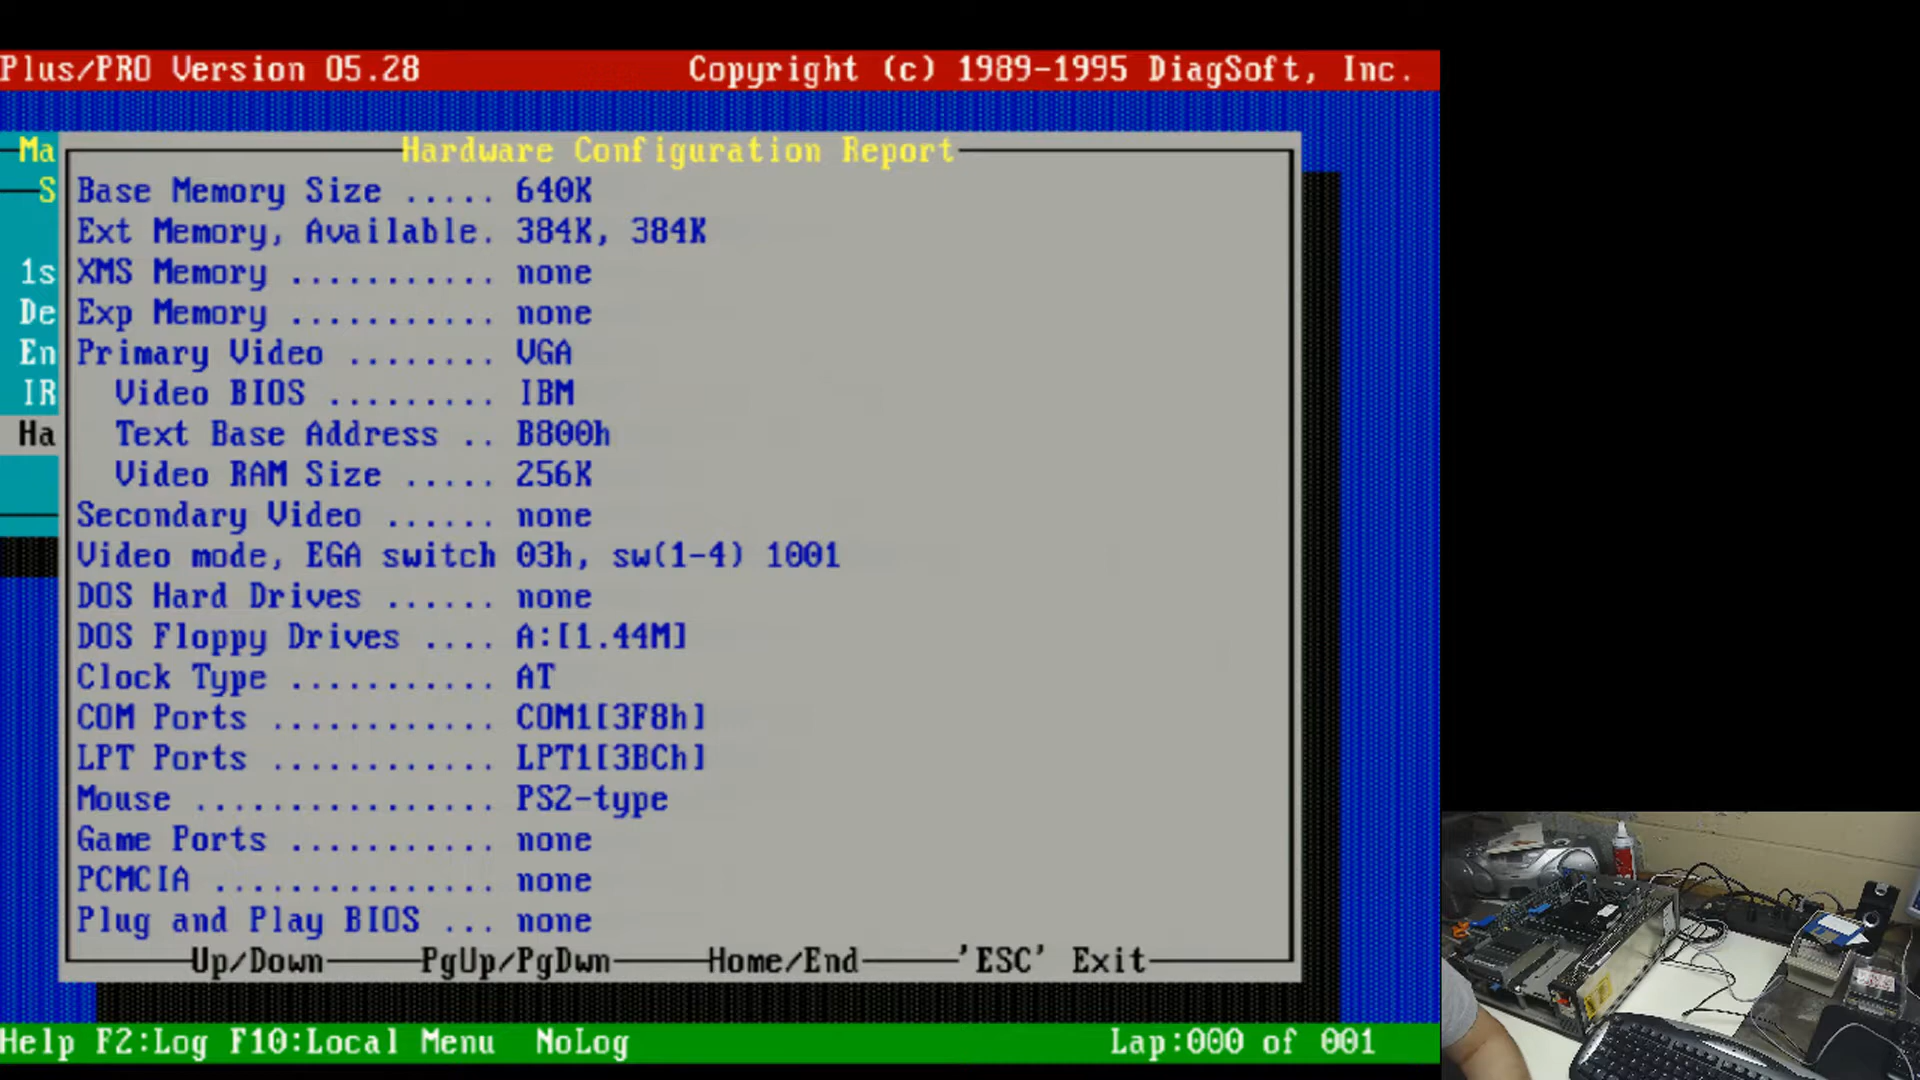 Plus/PRO Version 05.28 Copyright (c) 1989-1995 DiagSoft, Inc.
Ma
S
1s
De
En
IR
Ha
Hardware Configuration Report
Base Memory Size ..... 640K
Ext Memory, Available. 384K, 384K
XMS Memory ........... none
Exp Memory ........... none
Primary Video ........ VGA
Video BIOS ......... IBM
Text Base Address .. B800h
Video RAM Size ..... 256K
Secondary Video ...... none
Video mode, EGA switch 03h, sw(1-4) 1001
DOS Hard Drives ...... none
DOS Floppy Drives .... A:[1.44M]
Clock Type ........... AT
COM Ports ............ COM1[3F8h]
LPT Ports ............ LPT1[3BCh]
Mouse ................ PS2-type
Game Ports ........... none
PCMCIA ............... none
Plug and Play BIOS ... none
Up/Down PgUp/PgDwn Home/End 'ESC' Exit
Help F2:Log F10:Local Menu NoLog Lap:000 of 001